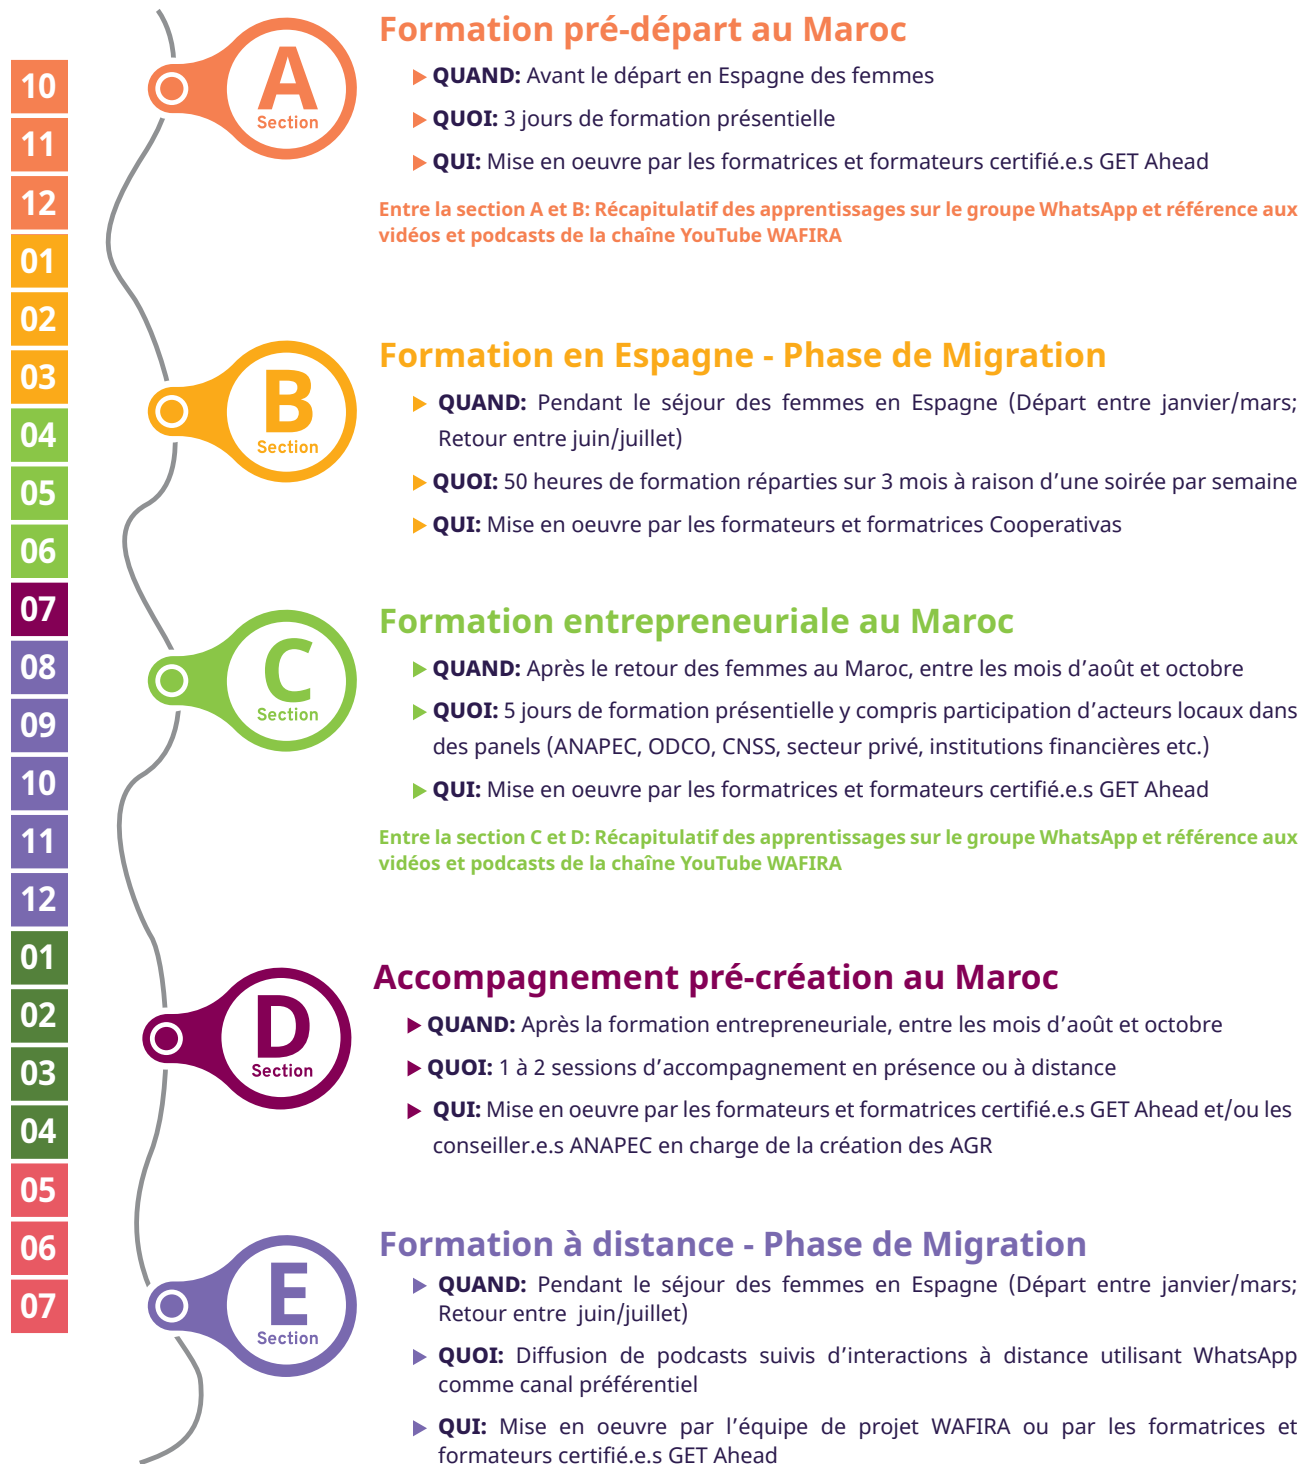 10
11
12
01
02
03
04
05
06
07
08
09
10
11
12
01
02
03
04
05
06
07
A
Section
Formation pré-départ au Maroc
QUAND: Avant le départ en Espagne des femmes
QUOI: 3 jours de formation présentielle
QUI: Mise en oeuvre par les formatrices et formateurs certifié.e.s GET Ahead
Entre la section A et B: Récapitulatif des apprentissages sur le groupe WhatsApp et référence aux
vidéos et podcasts de la chaîne YouTube WAFIRA
B
Section
Formation en Espagne - Phase de Migration
QUAND: Pendant le séjour des femmes en Espagne (Départ entre janvier/mars;
Retour entre juin/juillet)
QUOI: 50 heures de formation réparties sur 3 mois à raison d'une soirée par semaine
QUI: Mise en oeuvre par les formateurs et formatrices Cooperativas
C
Section
Formation entrepreneuriale au Maroc
QUAND: Après le retour des femmes au Maroc, entre les mois d'août et octobre
QUOI: 5 jours de formation présentielle y compris participation d'acteurs locaux dans
des panels (ANAPEC, ODCO, CNSS, secteur privé, institutions financières etc.)
QUI: Mise en oeuvre par les formatrices et formateurs certifié.e.s GET Ahead
Entre la section C et D: Récapitulatif des apprentissages sur le groupe WhatsApp et référence aux
vidéos et podcasts de la chaîne YouTube WAFIRA
D
Section
Accompagnement pré-création au Maroc
QUAND: Après la formation entrepreneuriale, entre les mois d'août et octobre
QUOI: 1 à 2 sessions d'accompagnement en présence ou à distance
QUI: Mise en oeuvre par les formateurs et formatrices certifié.e.s GET Ahead et/ou les
conseiller.e.s ANAPEC en charge de la création des AGR
E
Section
Formation à distance - Phase de Migration
QUAND: Pendant le séjour des femmes en Espagne (Départ entre janvier/mars;
Retour entre juin/juillet)
QUOI: Diffusion de podcasts suivis d'interactions à distance utilisant WhatsApp
comme canal préférentiel
QUI: Mise en oeuvre par l'équipe de projet WAFIRA ou par les formatrices et
formateurs certifié.e.s GET Ahead